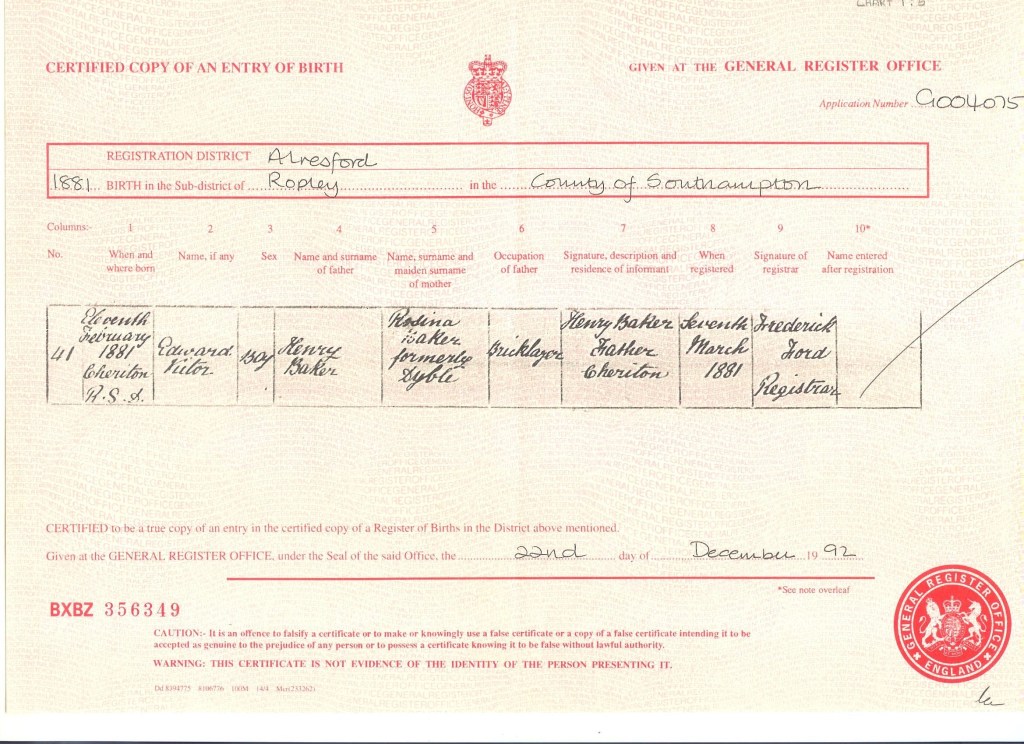 CHART 1:5
CERTIFIED COPY OF AN ENTRY OF BIRTH
GIVEN AT THE GENERAL REGISTER OFFICE
Application Number G004075
REGISTRATION DISTRICT Alresford
1881 BIRTH in the Sub-district of Ropley in the County of Southampton
Columns:- 1 2 3 4 5 6 7 8 9 10*
No. When and where born Name, if any Sex Name and surname of father Name, surname and maiden surname of mother Occupation of father Signature, description and residence of informant When registered Signature of registrar Name entered after registration
41 Eleventh February 1881 Cheriton R.S.A. Edward Victor Boy Henry Baker Rosina Baker formerly Dyble Bricklayer Henry Baker Father Cheriton Seventh March 1881 Frederick Ford Registrar
CERTIFIED to be a true copy of an entry in the certified copy of a Register of Births in the District above mentioned.
Given at the GENERAL REGISTER OFFICE, under the Seal of the said Office, the 22nd day of December 1992
*See note overleaf
BXBZ 356349
CAUTION:- It is an offence to falsify a certificate or to make or knowingly use a false certificate or a copy of a false certificate intending it to be
accepted as genuine to the prejudice of any person or to possess a certificate knowing it to be false without lawful authority.
WARNING: THIS CERTIFICATE IS NOT EVIDENCE OF THE IDENTITY OF THE PERSON PRESENTING IT.
GENERAL REGISTER OFFICE
ENGLAND